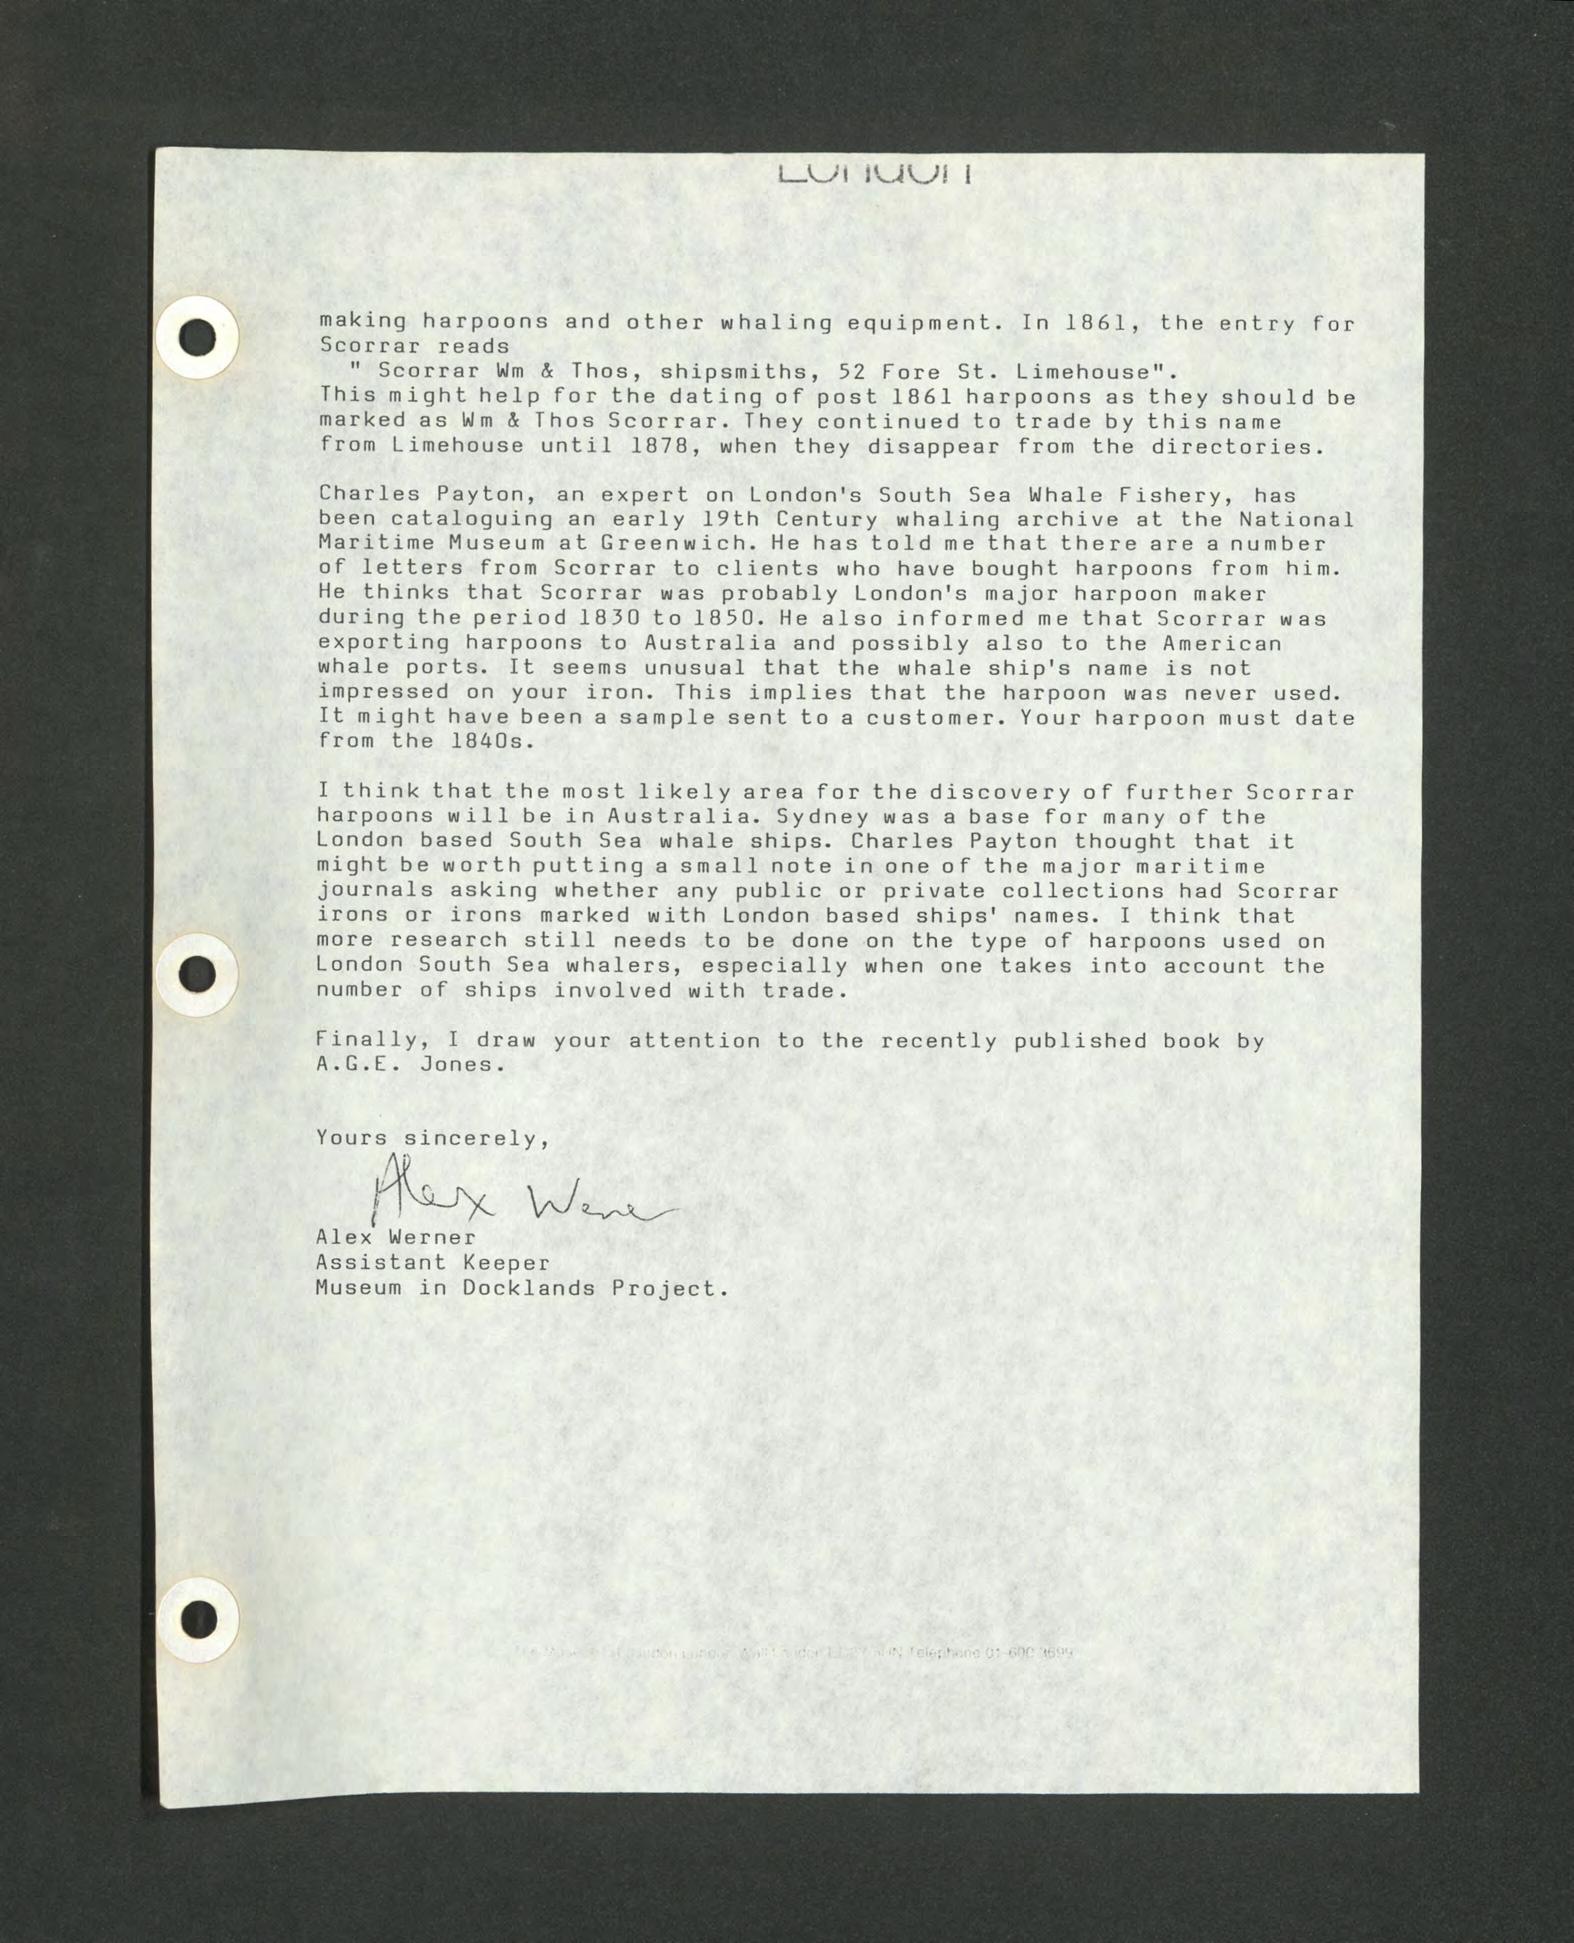 London
making harpoons and other whaling equipment. In 1861, the entry for
Scorrar reads
" Scorrar Wm & Thos, shipsmiths, 52 Fore St. Limehouse".
This might help for the dating of post 1861 harpoons as they should be
marked as Wm & Thos Scorrar. They continued to trade by this name
from Limehouse until 1878, when they disappear from the directories.
Charles Payton, an expert on London's South Sea Whale Fishery, has
been cataloguing an early 19th Century whaling archive at the National
Maritime Museum at Greenwich. He has told me that there are a number
of letters from Scorrar to clients who have bought harpoons from him.
He thinks that Scorrar was probably London's major harpoon maker
during the period 1830 to 1850. He also informed me that Scorrar was
exporting harpoons to Australia and possibly also to the American
whale ports. It seems unusual that the whale ship's name is not
impressed on your iron. This implies that the harpoon was never used.
It might have been a sample sent to a customer. Your harpoon must date
from the 1840s.
I think that the most likely area for the discovery of further Scorrar
harpoons will be in Australia. Sydney was a base for many of the
London based South Sea whale ships. Charles Payton thought that it
might be worth putting a small note in one of the major maritime
journals asking whether any public or private collections had Scorrar
irons or irons marked with London based ships' names. I think that
more research still needs to be done on the type of harpoons used on
London South Sea whalers, especially when one takes into account the
number of ships involved with trade.
Finally, I draw your attention to the recently published book by
A.G.E. Jones.
Yours sincerely,
Alex Werner
Alex Werner
Assistant Keeper
Museum in Docklands Project.
London Telephone 01-600 3699